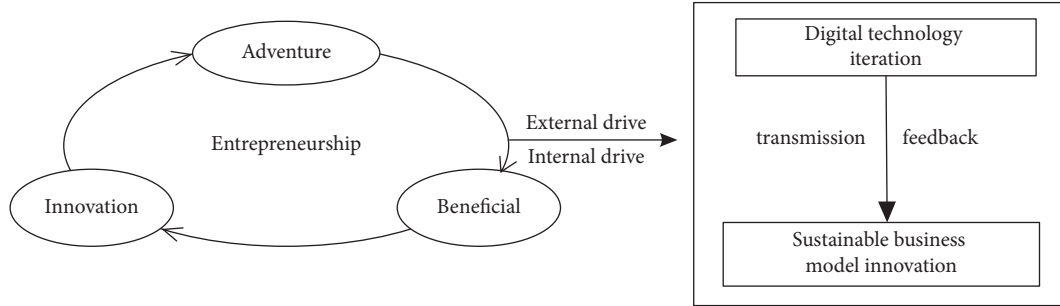 Adventure
Entrepreneurship
Innovation
Beneficial
External drive
Internal drive
Digital technology
iteration
transmission
feedback
Sustainable business
model innovation